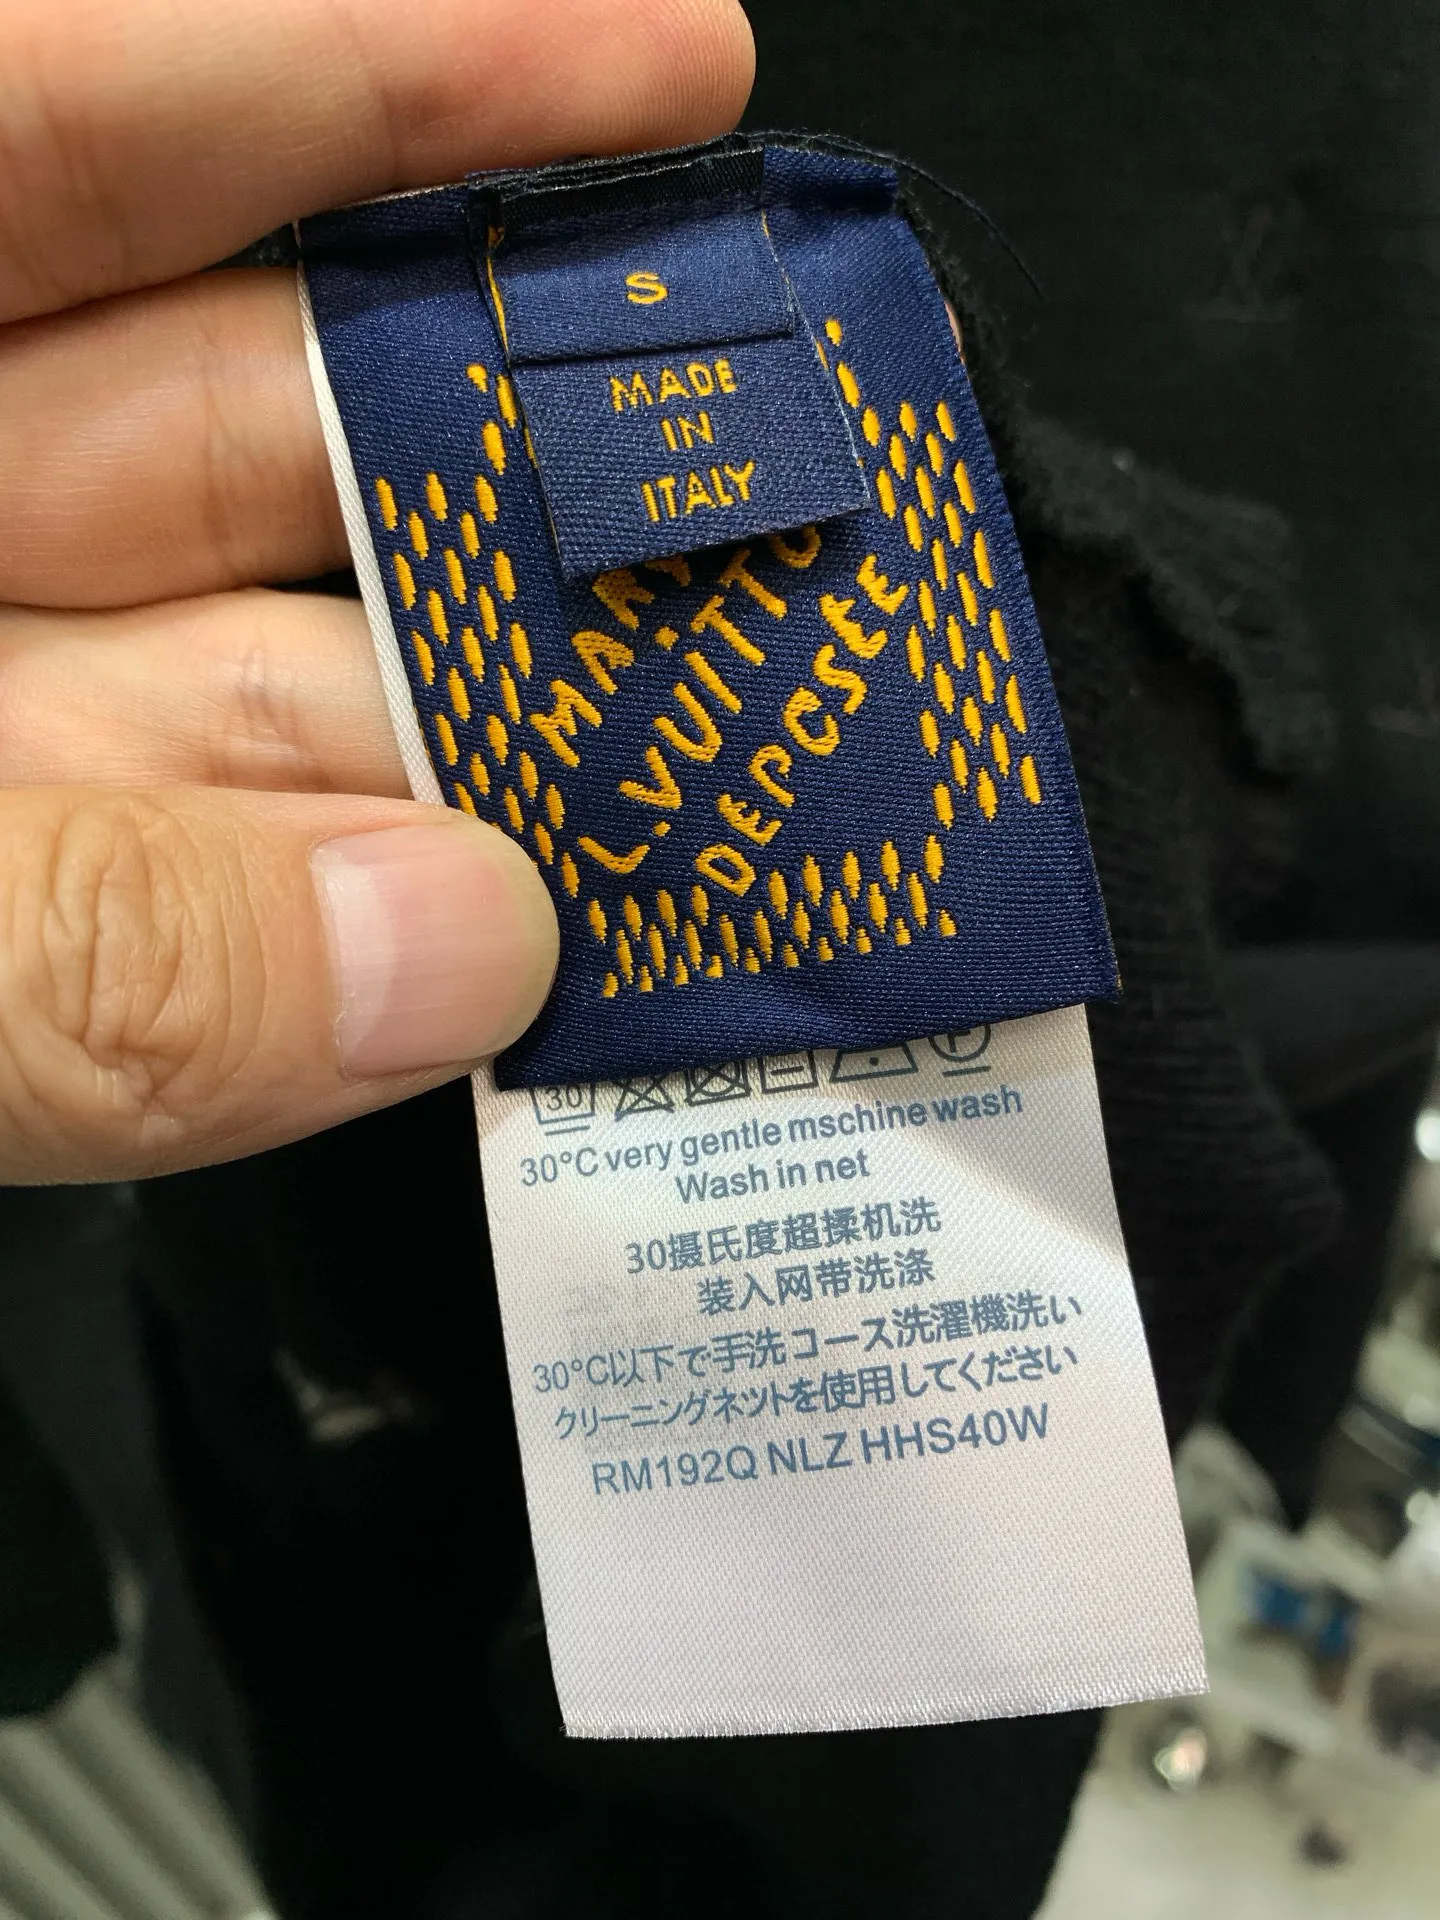 S
MADE
IN
ITALY
L.VUITTO
DEPCSEE
30
30°C very gentle mschine wash
Wash in net
30摄氏度超揉机洗
装入网带洗涤
30°C以下で手洗コース洗濯機洗い
クリーニングネットを使用してください
RM192Q NLZ HHS40W